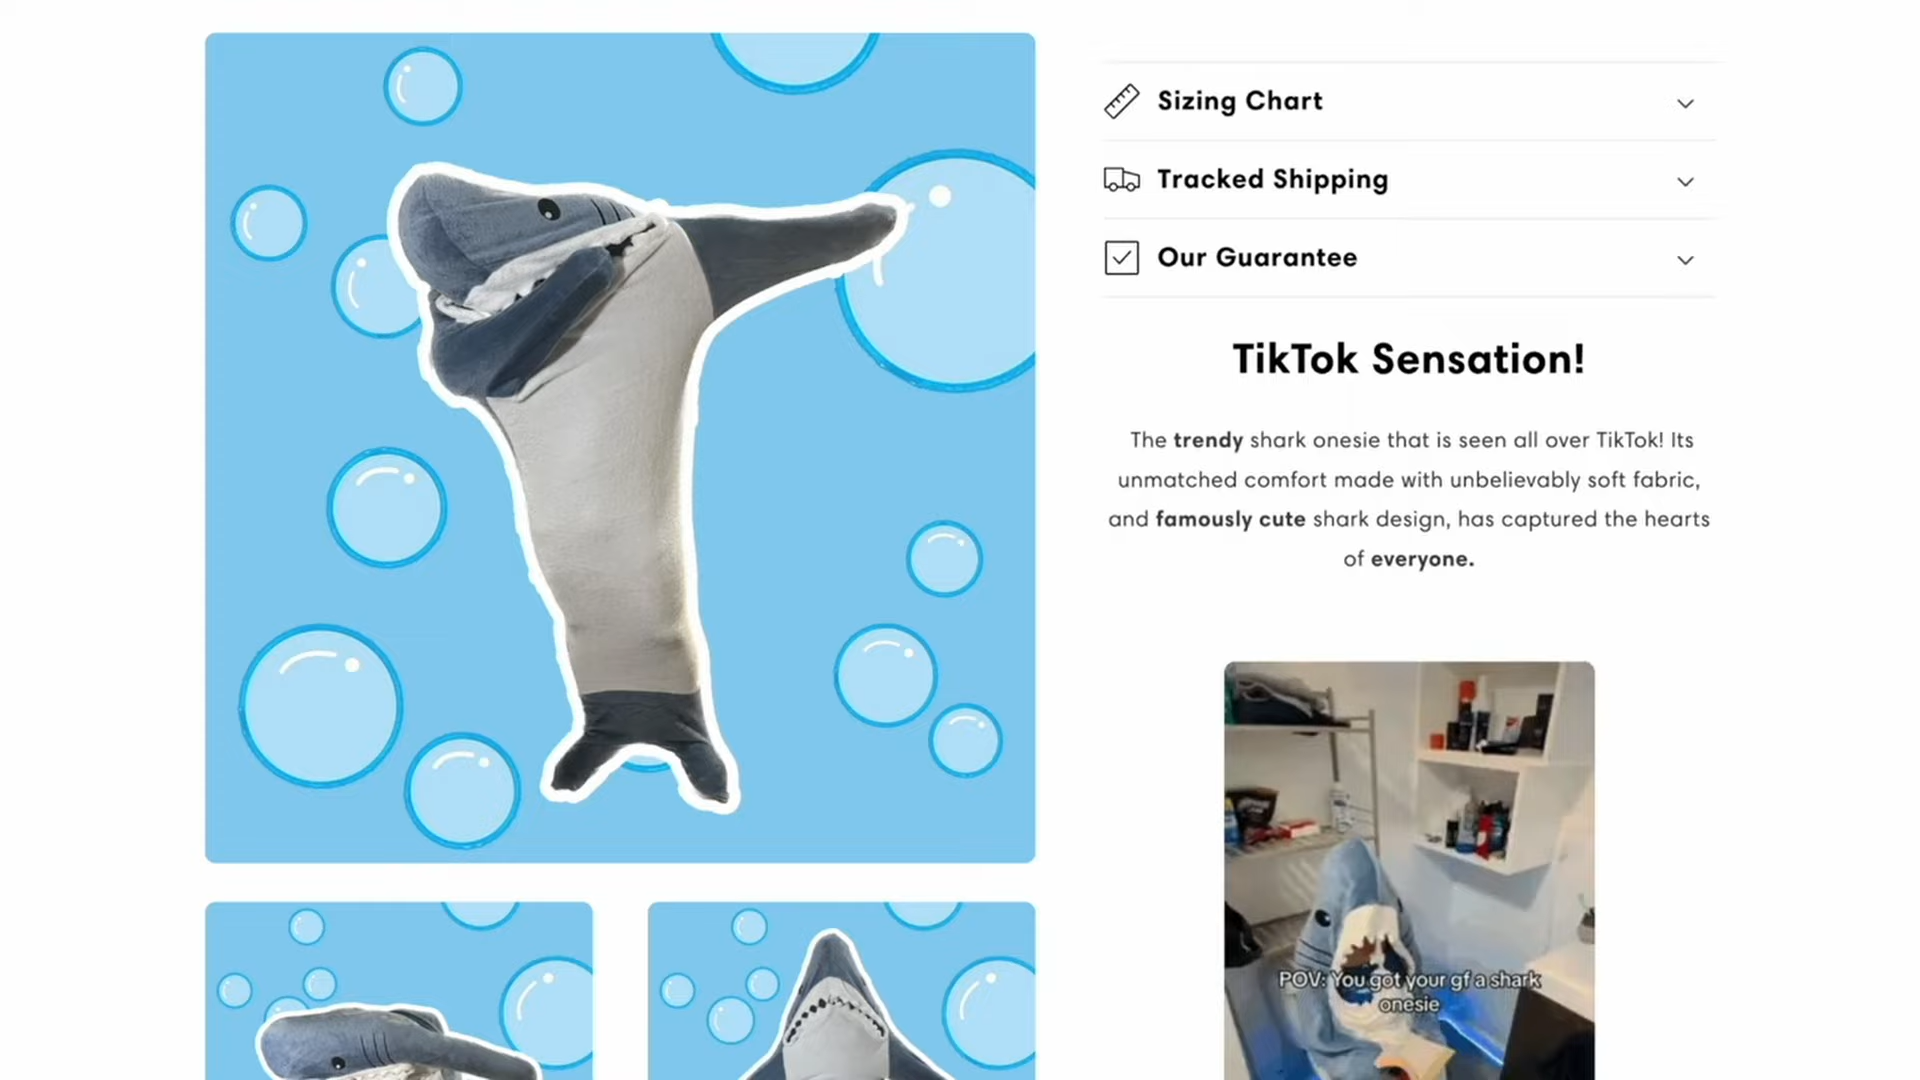 Sizing Chart
Tracked Shipping
Our Guarantee
TikTok Sensation!
The trendy shark onesie that is seen all over TikTok! Its
unmatched comfort made with unbelievably soft fabric,
and famously cute shark design, has captured the hearts
of everyone.
POV: You got your gf a shark
onesie